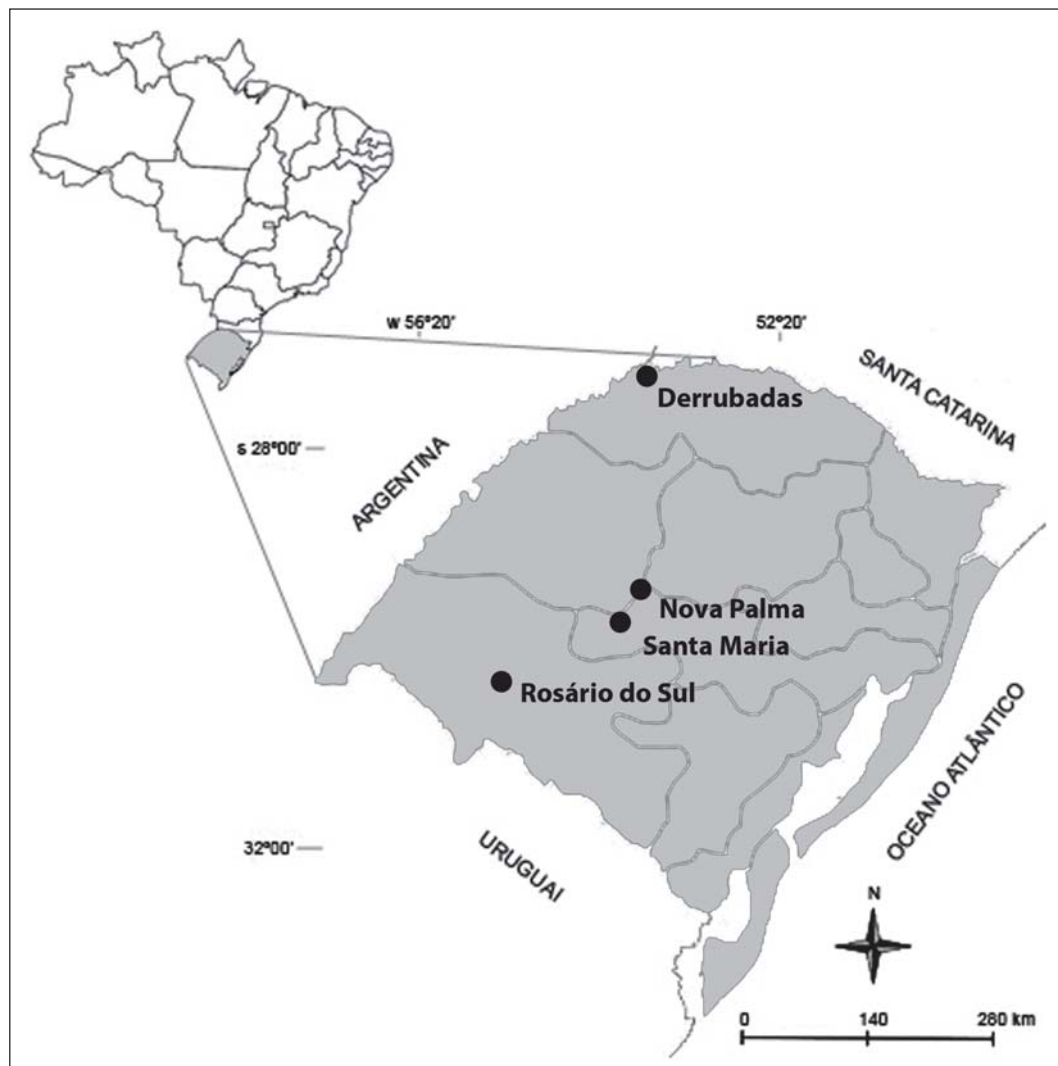 W 56°20'
52°20'
SANTA CATARINA
Derrubadas
S 28°00'
ARGENTINA
Nova Palma
Santa Maria
Rosário do Sul
OCEANO ATLÂNTICO
32°00'
URUGUAI
N
0 140 280 km